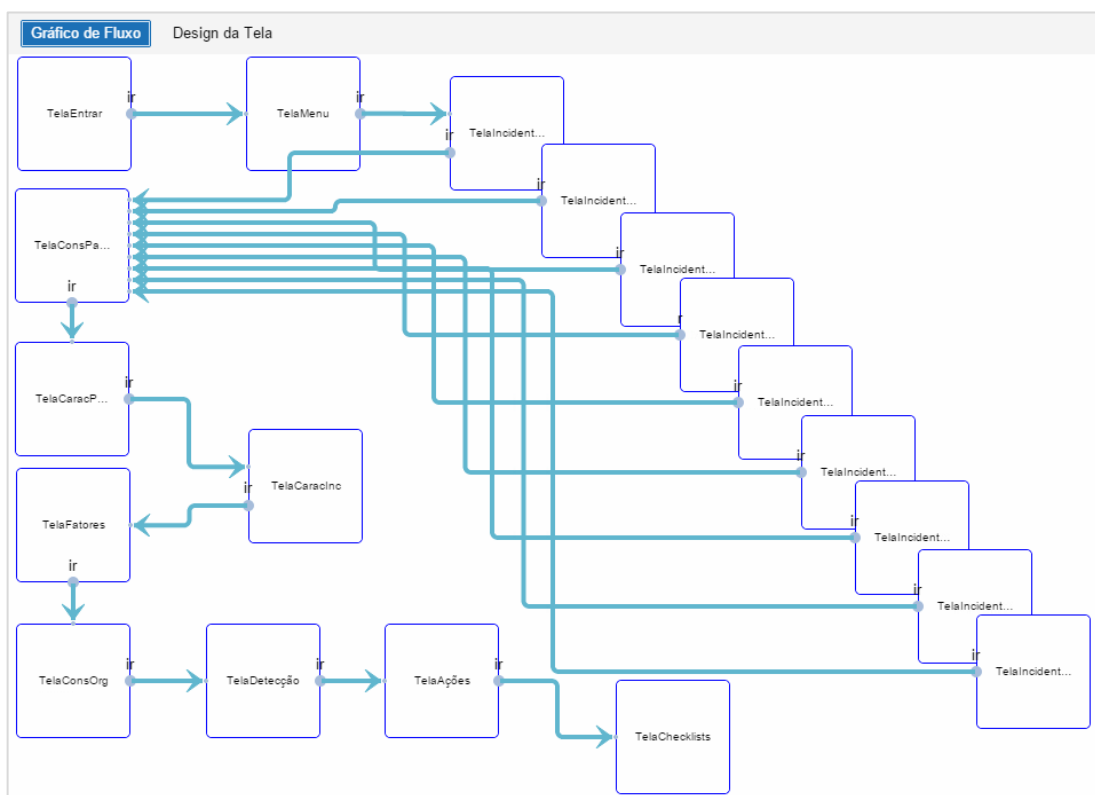 Gráfico de Fluxo Design da Tela
ir ir
TelaEntrar TelaMenu
ir TelaIncident...
ir
TelaIncident...
TelaConsPa...
ir TelaIncident...
ir
r
TelaIncident...
ir ir
TelaCaracP... TelaIncident...
ir
TelaIncident...
TelaCaracInc
ir
ir
TelaFatores TelaIncident...
ir
ir
TelaIncident...
ir ir ir ir
TelaConsOrg TelaDetecção TelaAções TelaIncident...
TelaChecklists